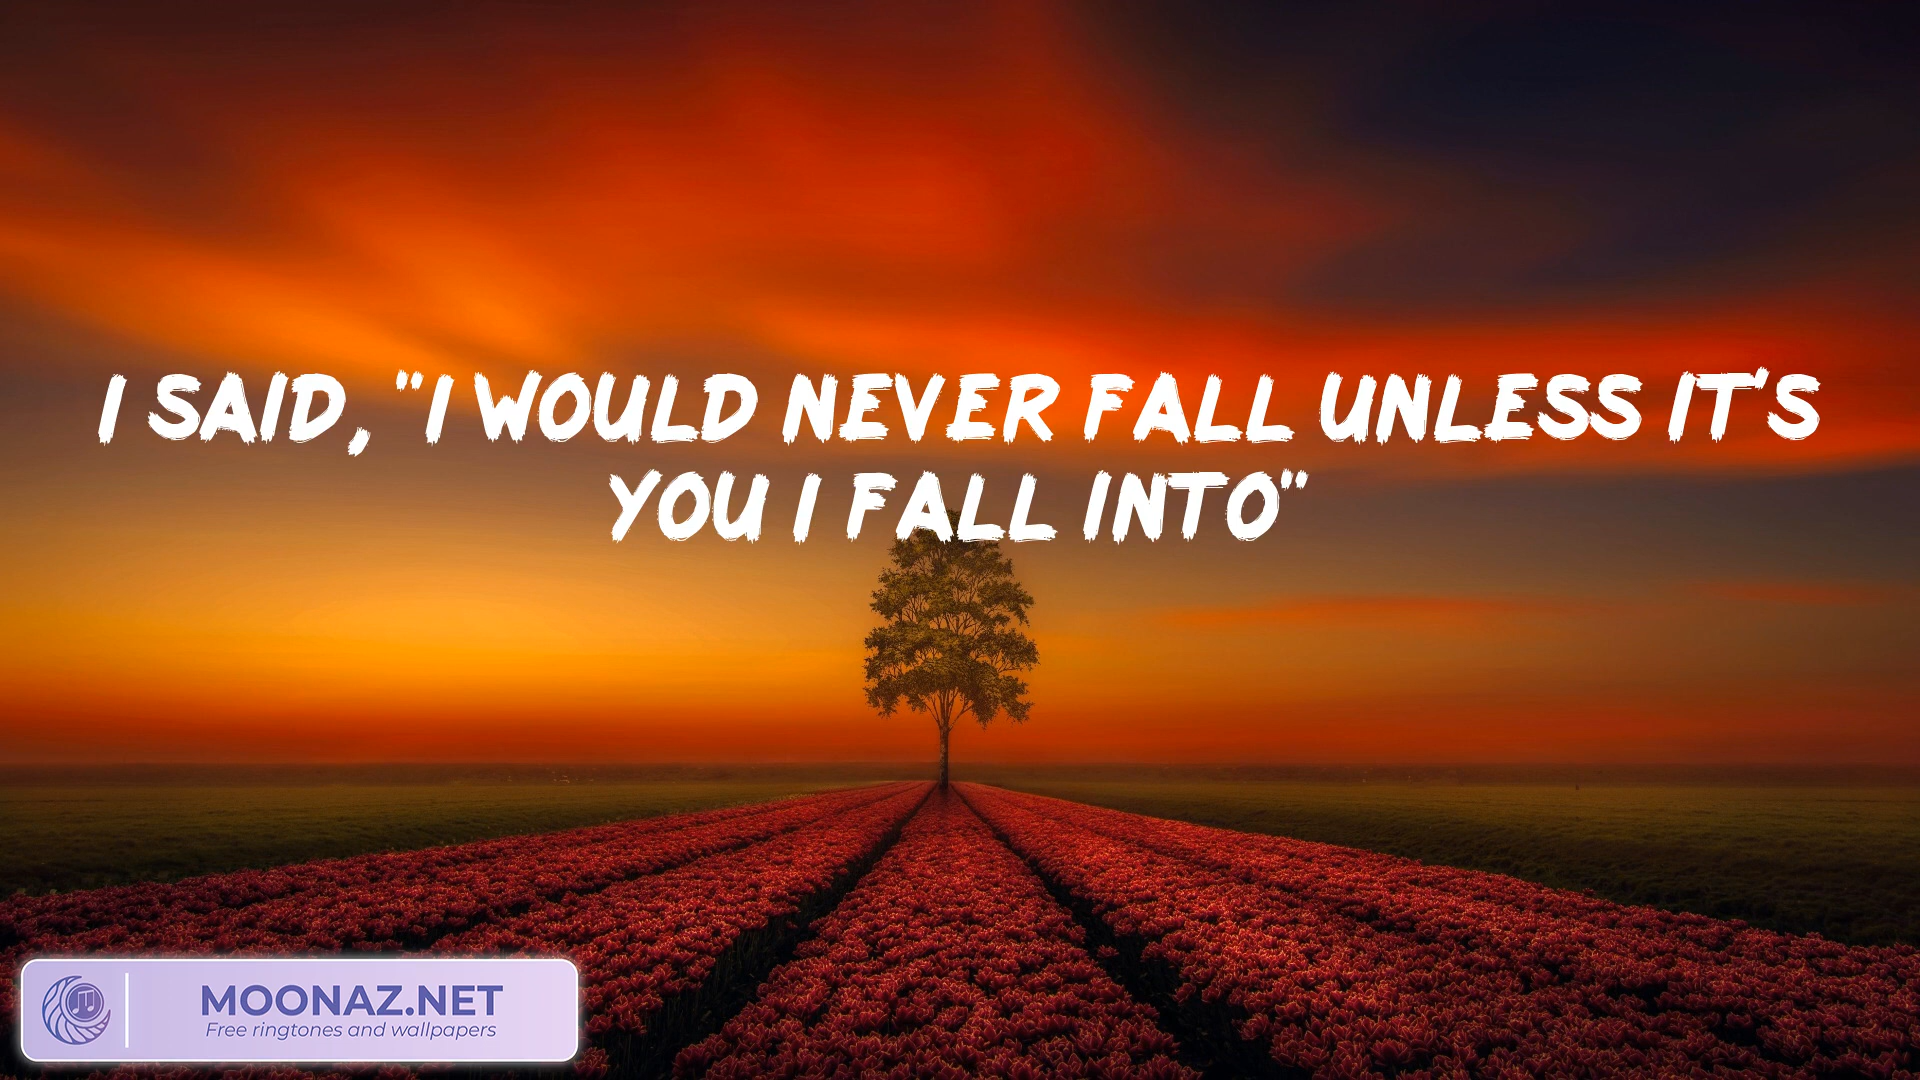 I SAID, "I WOULD NEVER FALL UNLESS IT'S
YOU I FALL INTO"
MOONAZ.NET
Free ringtones and wallpapers